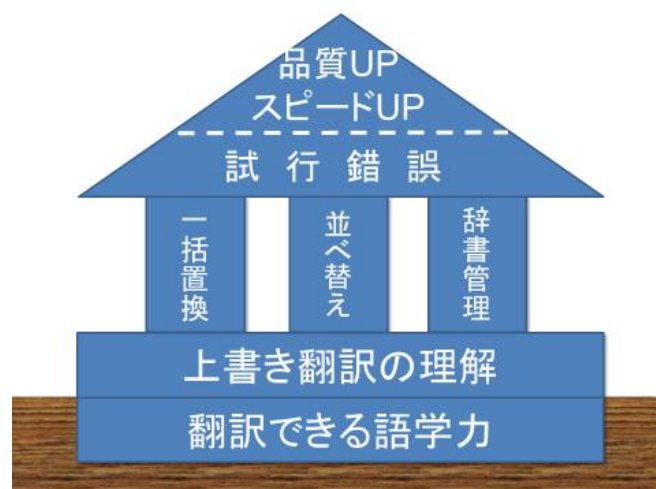 品質UP
スピードUP
試行錯誤
一括置換
並べ替え
辞書管理
上書き翻訳の理解
翻訳できる語学力